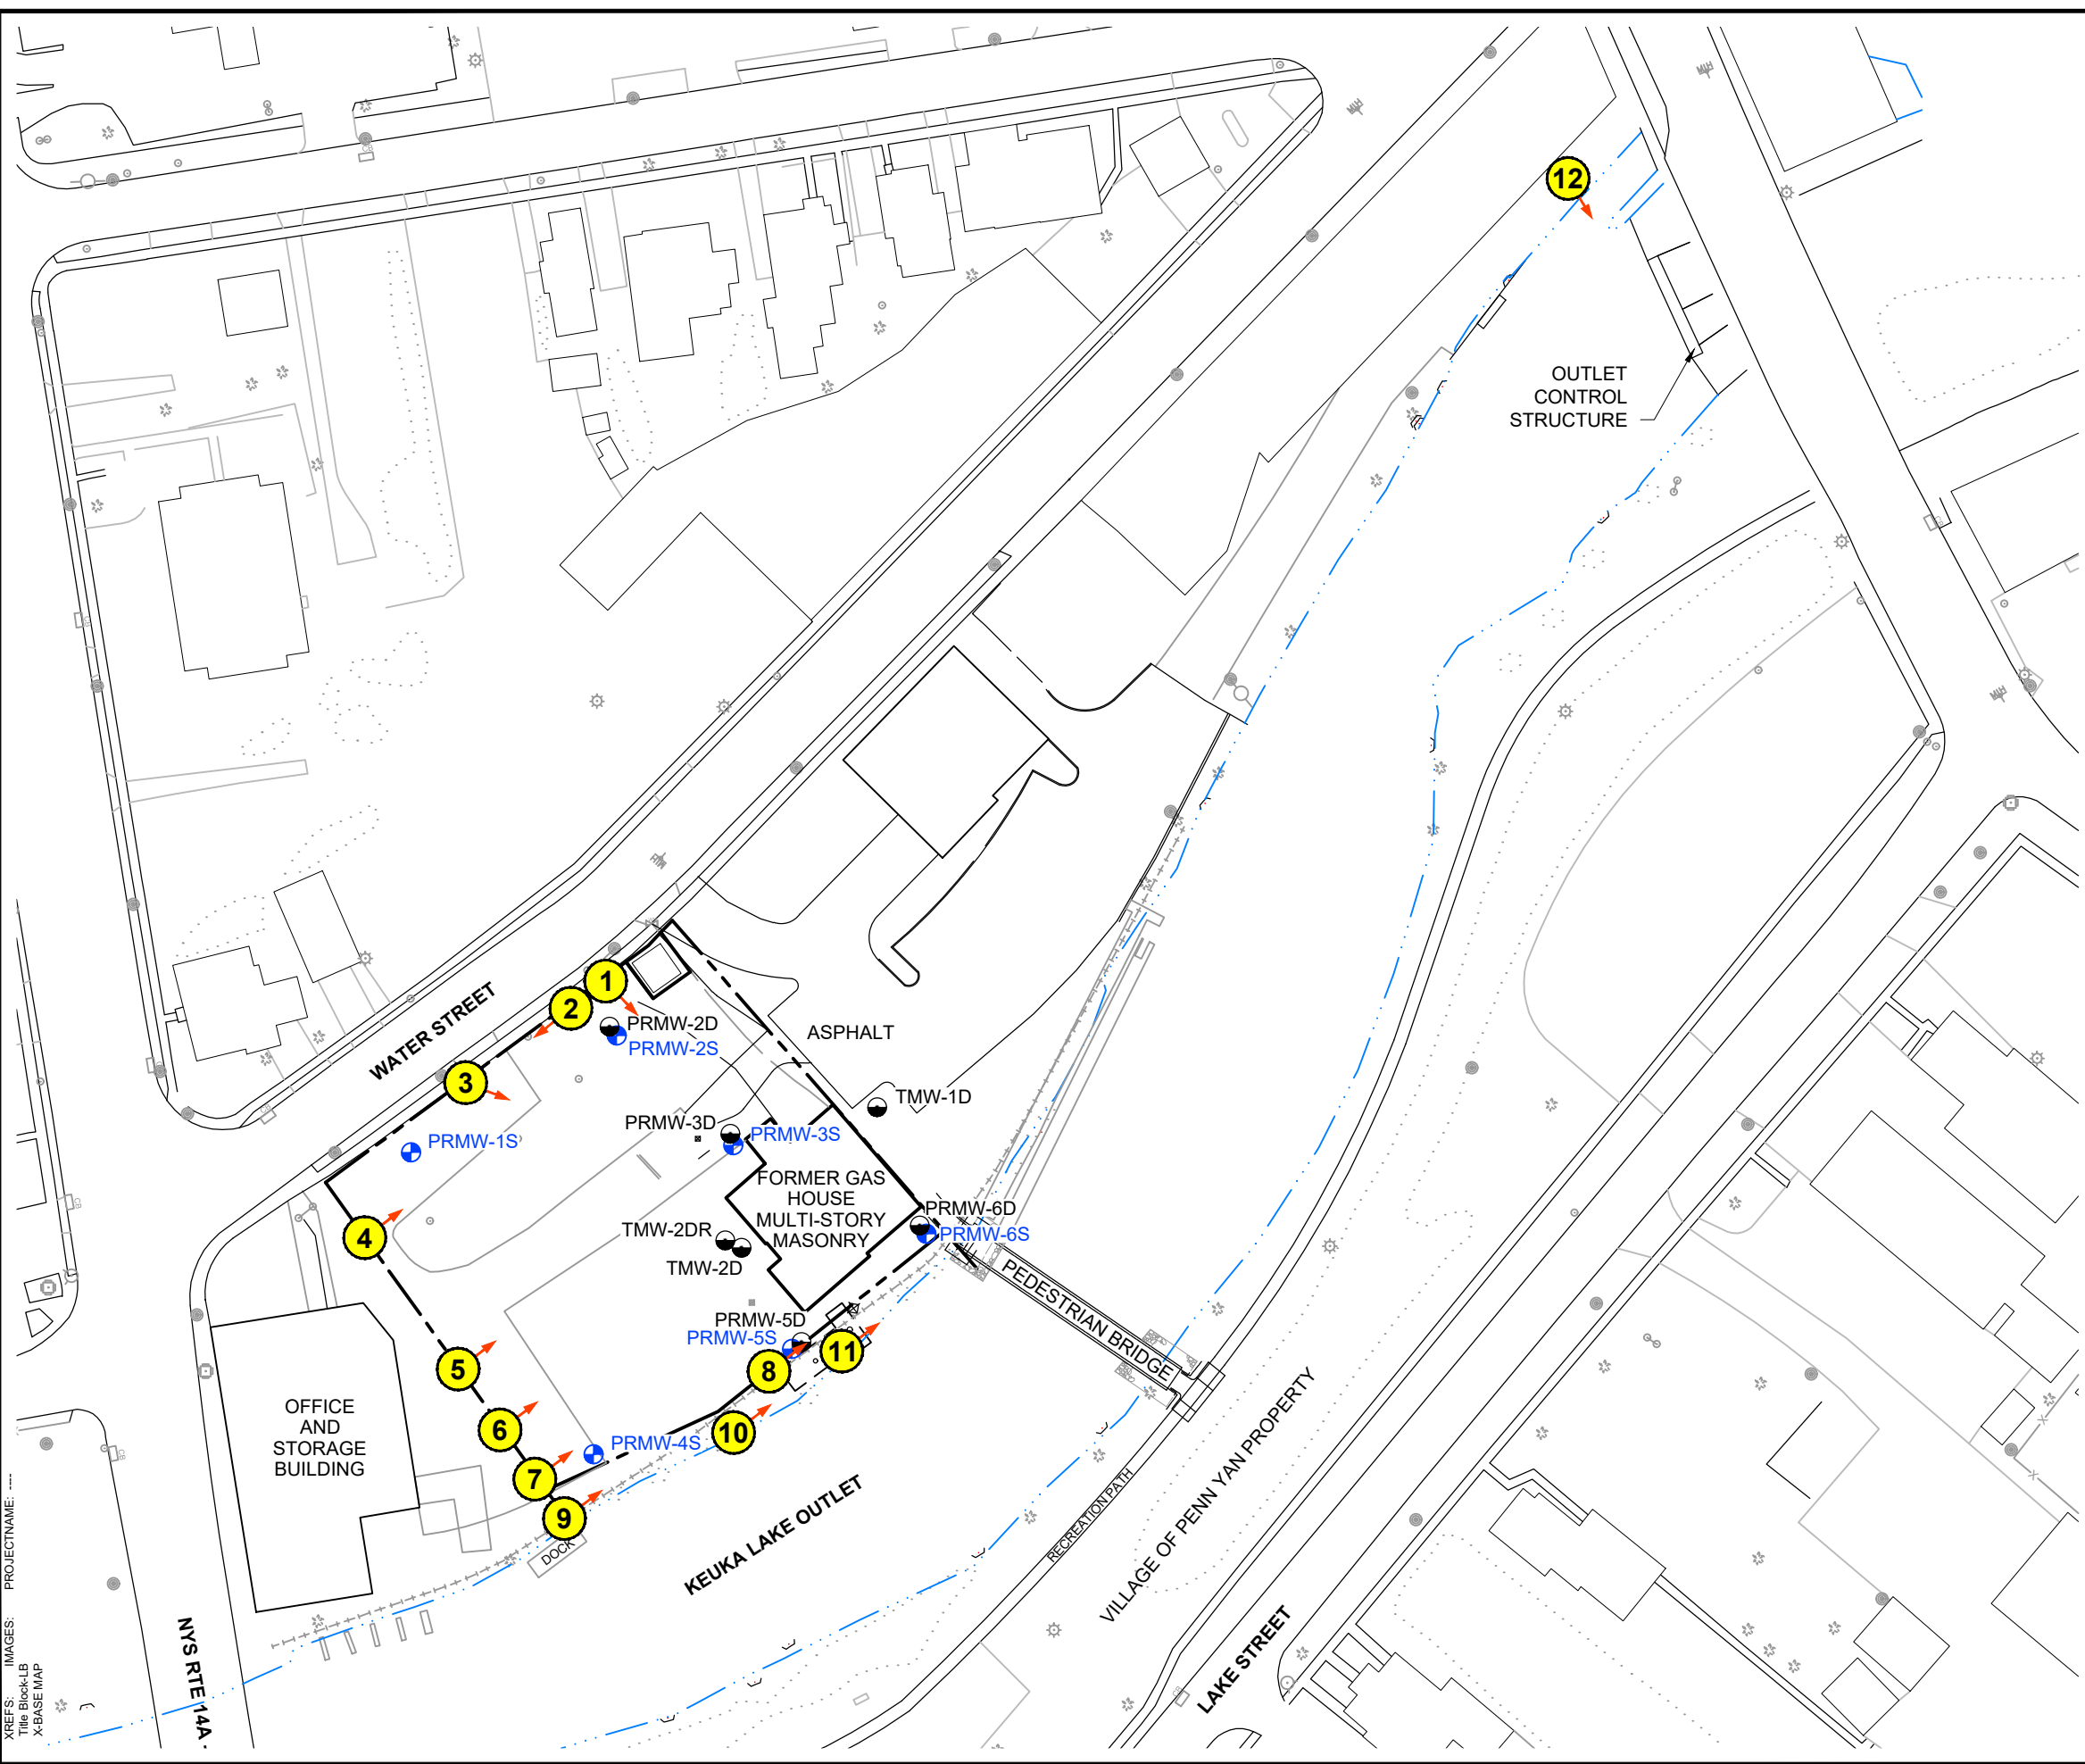 12
OUTLET
CONTROL
STRUCTURE
1
2
PRMW-2D
PRMW-2S
ASPHALT
WATER STREET
3
TMW-1D
PRMW-3D
PRMW-3S
PRMW-1S
FORMER GAS
HOUSE
MULTI-STORY
MASONRY
PRMW-6D
PRMW-6S
4
TMW-2DR
TMW-2D
PEDESTRIAN BRIDGE
PRMW-5D
PRMW-5S
11
8
5
OFFICE
AND
STORAGE
BUILDING
6
10
PRMW-4S
7
9
DOCK
KEUKA LAKE OUTLET
RECREATION PATH
VILLAGE OF PENN YAN PROPERTY
LAKE STREET
NYS RTE 14A
XREFS: IMAGES: PROJECTNAME: ----
Title Block-LB
X-BASE MAP